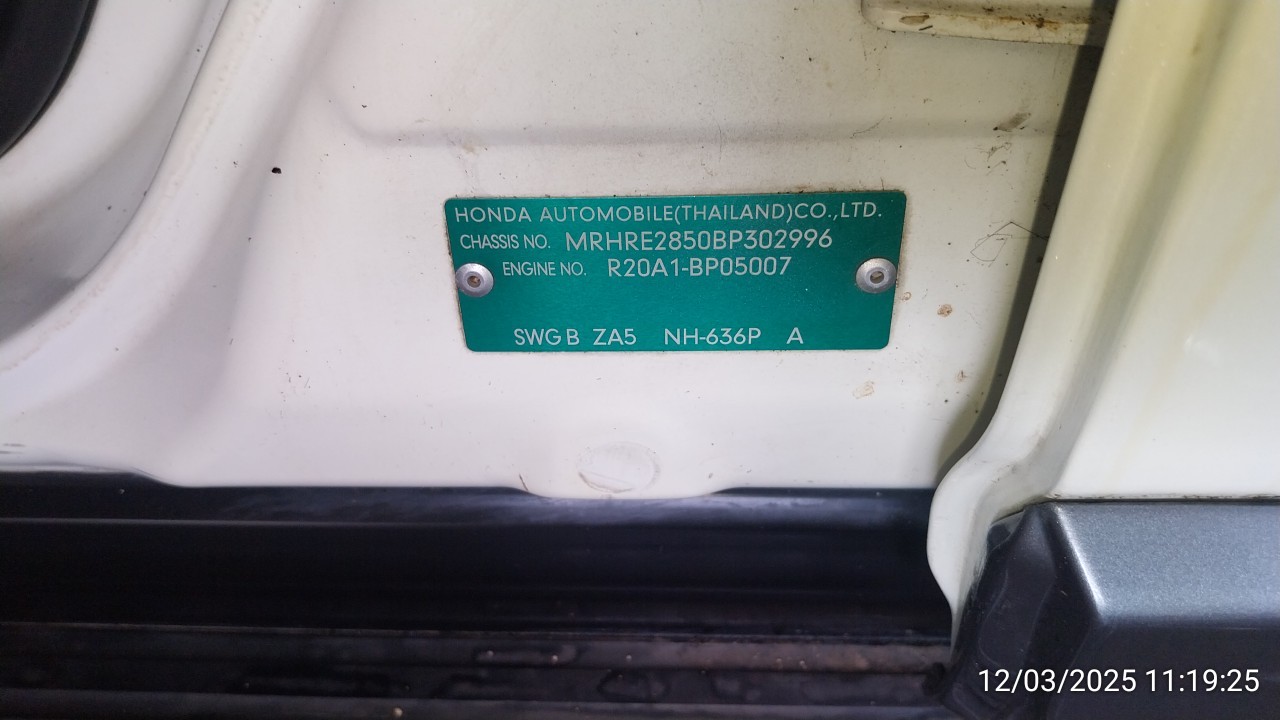 HONDA AUTOMOBILE(THAILAND)CO.,LTD.
CHASSIS NO. MRHRE2850BP302996
ENGINE NO. R20A1-BP05007
SWG B ZA5 NH-636P A
12/03/2025 11:19:25